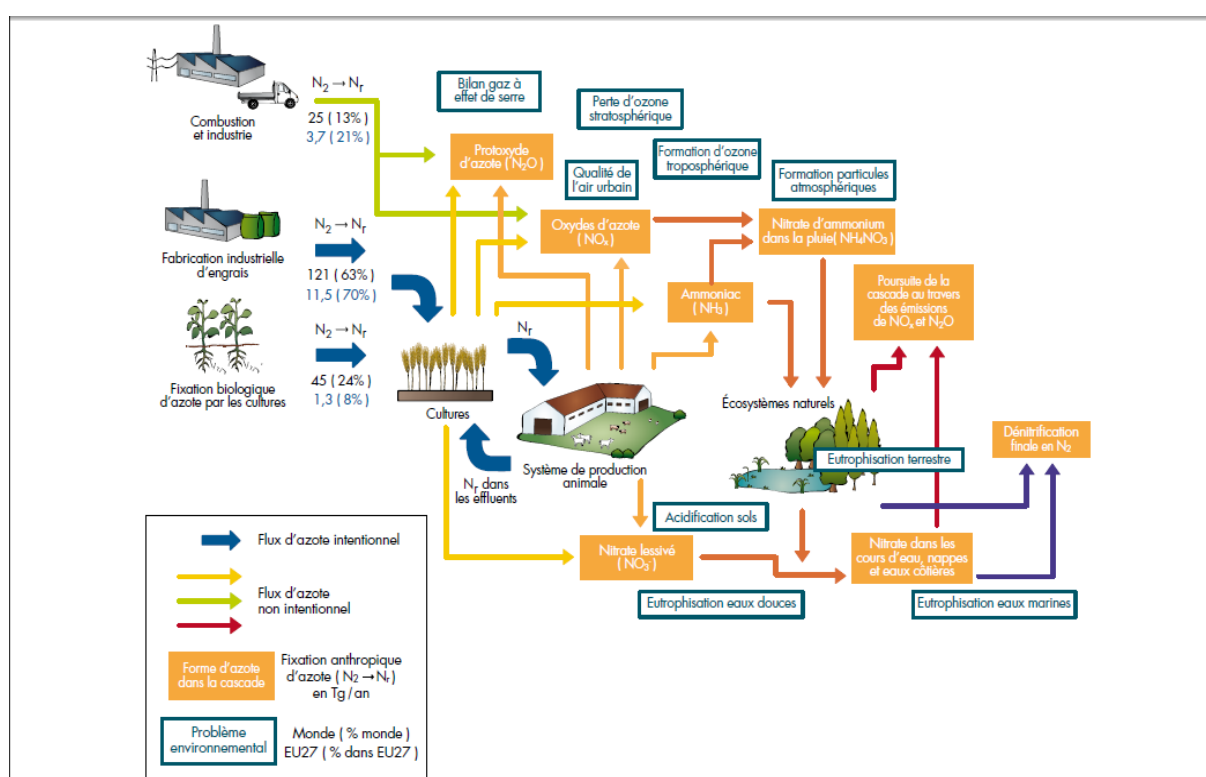 N₂ → Nᵣ
Combustion
et industrie
25 ( 13% )
3,7 ( 21% )
Bilan gaz à
effet de serre
Perte d'ozone
stratosphérique
Protoxyde
d'azote ( N₂O )
Formation d'ozone
troposphérique
Qualité de
l'air urbain
Formation particules
atmosphériques
N₂ → Nᵣ
Fabrication industrielle
d'engrais
121 ( 63% )
11,5 ( 70% )
Oxydes d'azote
( NOₓ )
Nitrate d'ammonium
dans la pluie( NH₄NO₃ )
Ammoniac
( NH₃ )
Poursuite de la
cascade au travers
des émissions
de NOₓ et N₂O
N₂ → Nᵣ
Fixation biologique
d'azote par les cultures
45 ( 24% )
1,3 ( 8% )
Nᵣ
Cultures
Écosystèmes naturels
Dénitrification
finale en N₂
Eutrophisation terrestre
Système de production
animale
Nᵣ dans
les effluents
Acidification sols
Nitrate lessivé
( NO₃⁻ )
Nitrate dans les
cours d'eau, nappes
et eaux côtières
Eutrophisation eaux douces
Eutrophisation eaux marines
Flux d'azote intentionnel
Flux d'azote
non intentionnel
Forme d'azote
dans la cascade
Fixation anthropique
d'azote ( N₂ → Nᵣ )
en Tg / an
Problème
environnemental
Monde ( % monde )
EU27 ( % dans EU27 )